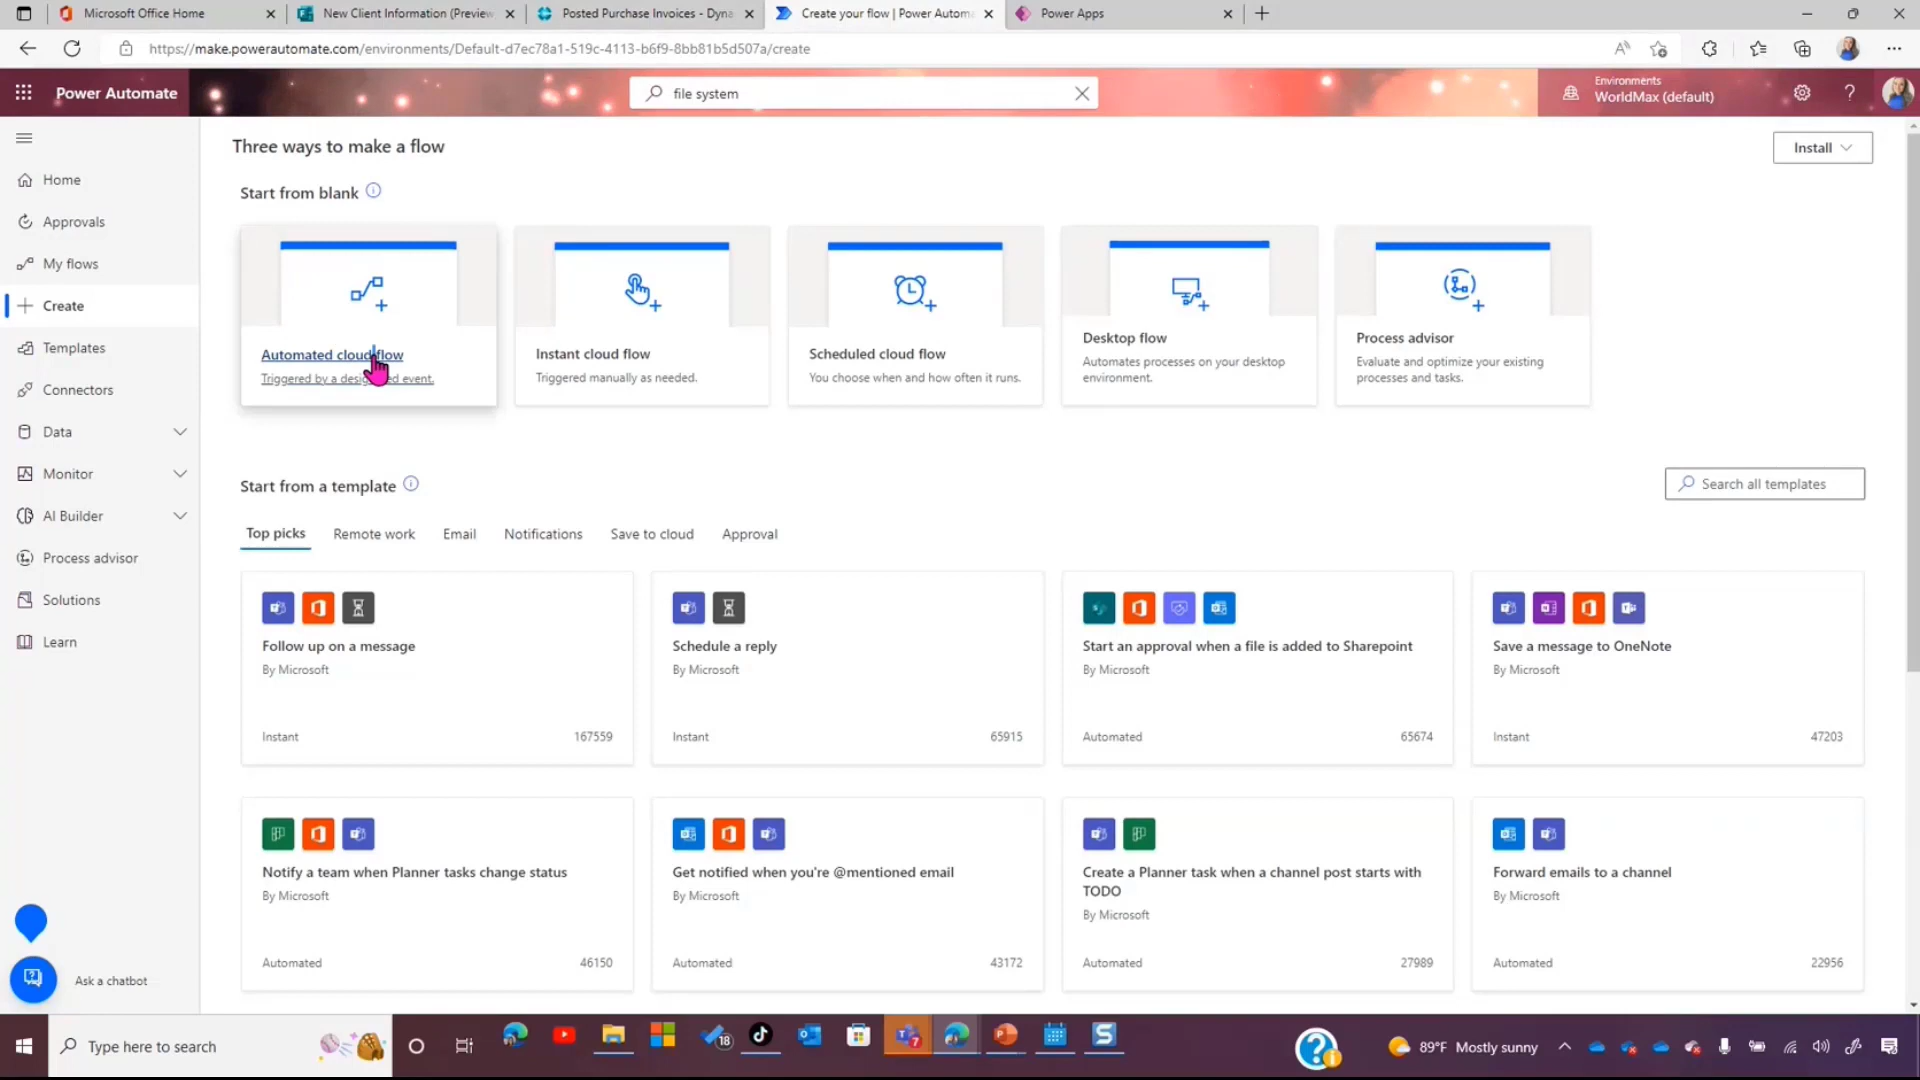 Microsoft Office Home
New Client Information (Preview
Posted Purchase Invoices - Dyna
Create your flow | Power Autom
Power Apps
https://make.powerautomate.com/environments/Default-d7ec78a1-519c-4113-b6f9-8bb81b5d507a/create
Power Automate
file system
Environments
WorldMax (default)
Three ways to make a flow
Install
Home
Approvals
My flows
Create
Templates
Connectors
Data
Monitor
AI Builder
Process advisor
Solutions
Learn
Ask a chatbot
Start from blank
Automated cloud flow
Triggered by a designated event.
Instant cloud flow
Triggered manually as needed.
Scheduled cloud flow
You choose when and how often it runs.
Desktop flow
Automates processes on your desktop
environment.
Process advisor
Evaluate and optimize your existing
processes and tasks.
Start from a template
Search all templates
Top picks
Remote work
Email
Notifications
Save to cloud
Approval
Follow up on a message
By Microsoft
Instant 167559
Schedule a reply
By Microsoft
Instant 65915
Start an approval when a file is added to Sharepoint
By Microsoft
Automated 65674
Save a message to OneNote
By Microsoft
Instant 47203
Notify a team when Planner tasks change status
By Microsoft
Automated 46150
Get notified when you're @mentioned email
By Microsoft
Automated 43172
Create a Planner task when a channel post starts with
TODO
By Microsoft
Automated 27989
Forward emails to a channel
By Microsoft
Automated 22956
Type here to search
18
7
89°F Mostly sunny